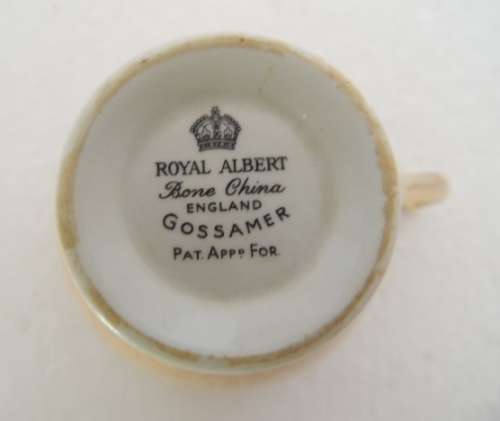 ROYAL ALBERT
Bone China
ENGLAND
GOSSAMER
PAT. APPD FOR.